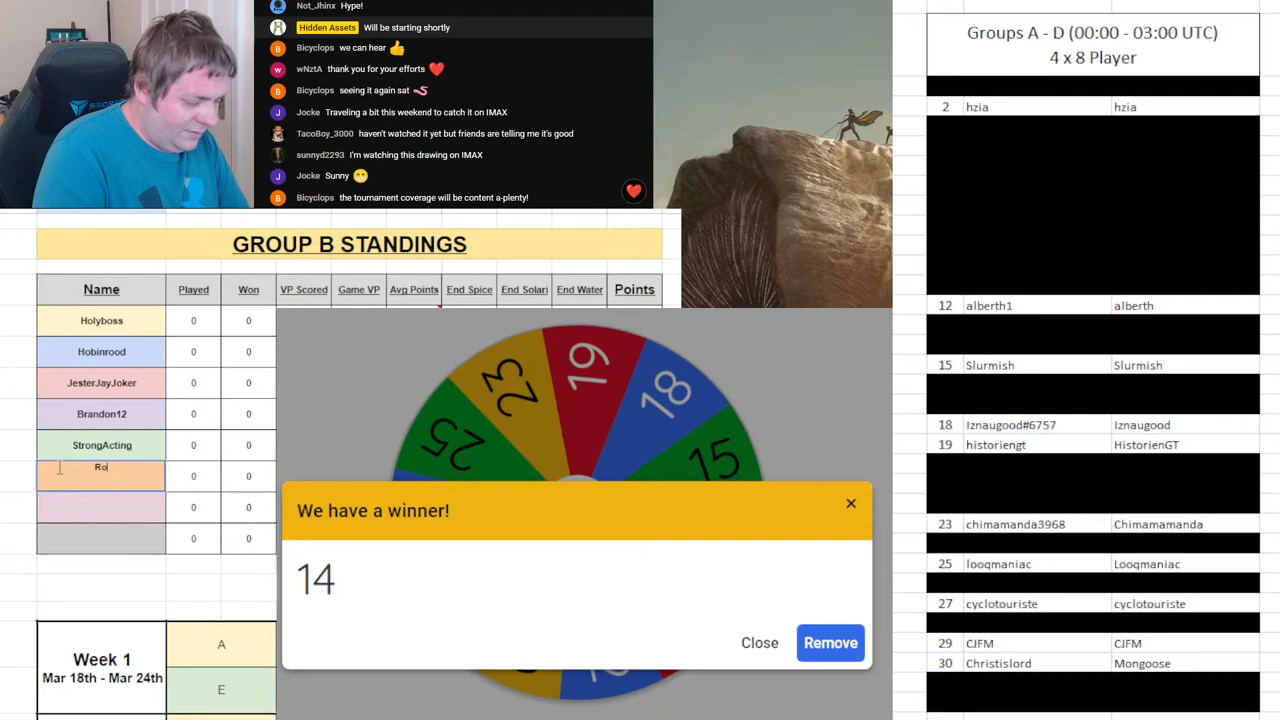 Not_Jhinx Hype!
Hidden Assets Will be starting shortly
Bicyclops we can hear 👍
wNztA thank you for your efforts ❤️
Bicyclops seeing it again sat 🪱
Jocke Traveling a bit this weekend to catch it on IMAX
TacoBoy_3000 haven't watched it yet but friends are telling me it's good
sunnyd2293 I'm watching this drawing on IMAX
Jocke Sunny 😁
Bicyclops the tournament coverage will be content a-plenty!
GROUP B STANDINGS
Name Played Won VP Scored Game VP Avg Points End Spice End Solari End Water Points
Holyboss 0 0
Hobinrood 0 0
JesterJayJoker 0 0
Brandon12 0 0
StrongActing 0 0
Ro 0 0
0 0
0 0
Week 1
Mar 18th - Mar 24th
A
E
25
23
19
18
15
We have a winner!
14
Close
Remove
Groups A - D (00:00 - 03:00 UTC)
4 x 8 Player
2 hzia hzia
12 alberth1 alberth
15 Slurmish Slurmish
18 Iznaugood#6757 Iznaugood
19 historiengt HistorienGT
23 chimamanda3968 Chimamamanda
25 looqmaniac Looqmaniac
27 cyclotouriste cyclotouriste
29 CJFM CJFM
30 Christislord Mongoose